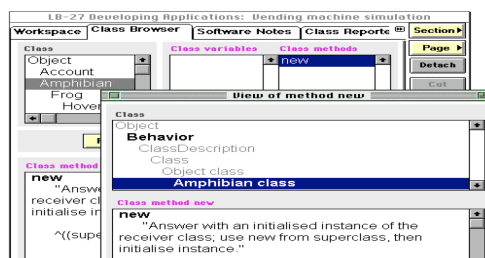 LB-27 Developing Applications: Vending machine simulation
Workspace Class Browser Software Notes Class Reporte Section
Page
Detach
Cut
Class Class variables Class methods
Object
Account
Amphibian
Frog
Hover
new
View of method new
Class
Object
Behavior
ClassDescription
Class
Object class
Amphibian class
Class method new
new
"Answer with an initialised instance of the
receiver class; use new from superclass, then
initialise instance."
Class method
new
"Answe
receiver cl
initialise in
^((supe